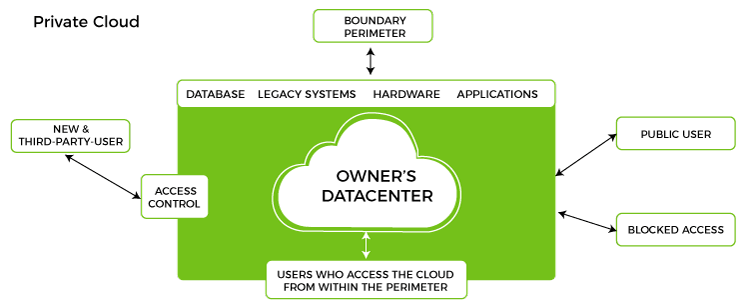 Private Cloud
BOUNDARY
PERIMETER
DATABASE LEGACY SYSTEMS HARDWARE APPLICATIONS
NEW &
THIRD-PARTY-USER
PUBLIC USER
OWNER'S
DATACENTER
ACCESS
CONTROL
BLOCKED ACCESS
USERS WHO ACCESS THE CLOUD
FROM WITHIN THE PERIMETER